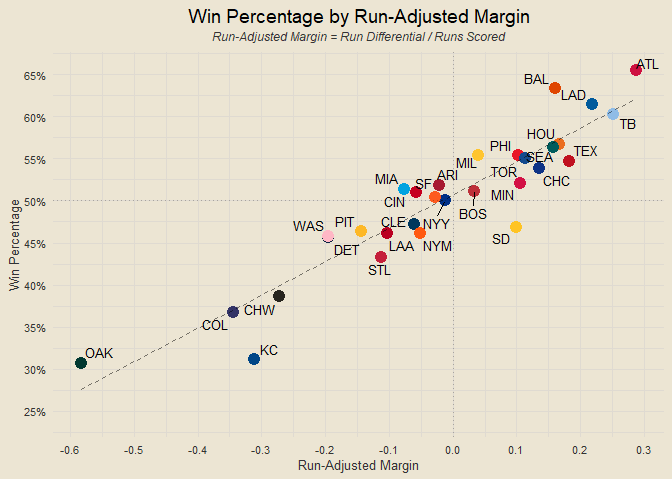 Win Percentage by Run-Adjusted Margin
Run-Adjusted Margin = Run Differential / Runs Scored
Win Percentage
65%
60%
55%
50%
45%
40%
35%
30%
25%
ATL
BAL
LAD
TB
HOU
PHI
SEA
TEX
MIL
TOR
CHC
MIA
SF
ARI
MIN
CIN
BOS
WAS
PIT
CLE
NYY
SD
DET
LAA
NYM
STL
COL
CHW
OAK
KC
-0.6
-0.5
-0.4
-0.3
-0.2
-0.1
0.0
0.1
0.2
0.3
Run-Adjusted Margin